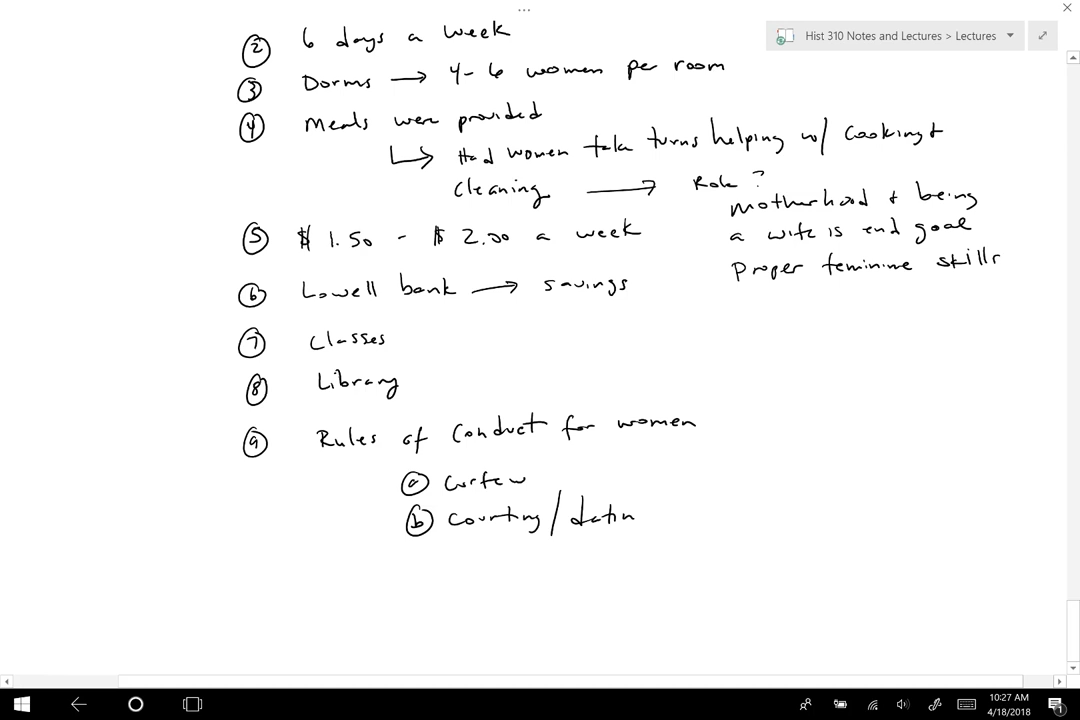 Hist 310 Notes and Lectures > Lectures
② 6 days a week
③ Dorms → 4-6 women per room
④ Meals were provided
↳ Had women take turns helping w/ cooking +
cleaning → Role?
Motherhood + being
a wife is end goal
Proper feminine skills
⑤ $1.50 - $2.00 a week
⑥ Lowell bank → savings
⑦ Classes
⑧ Library
⑨ Rules of conduct for women
ⓐ Curfew
ⓑ Courting / datin
10:27 AM
4/18/2018
1